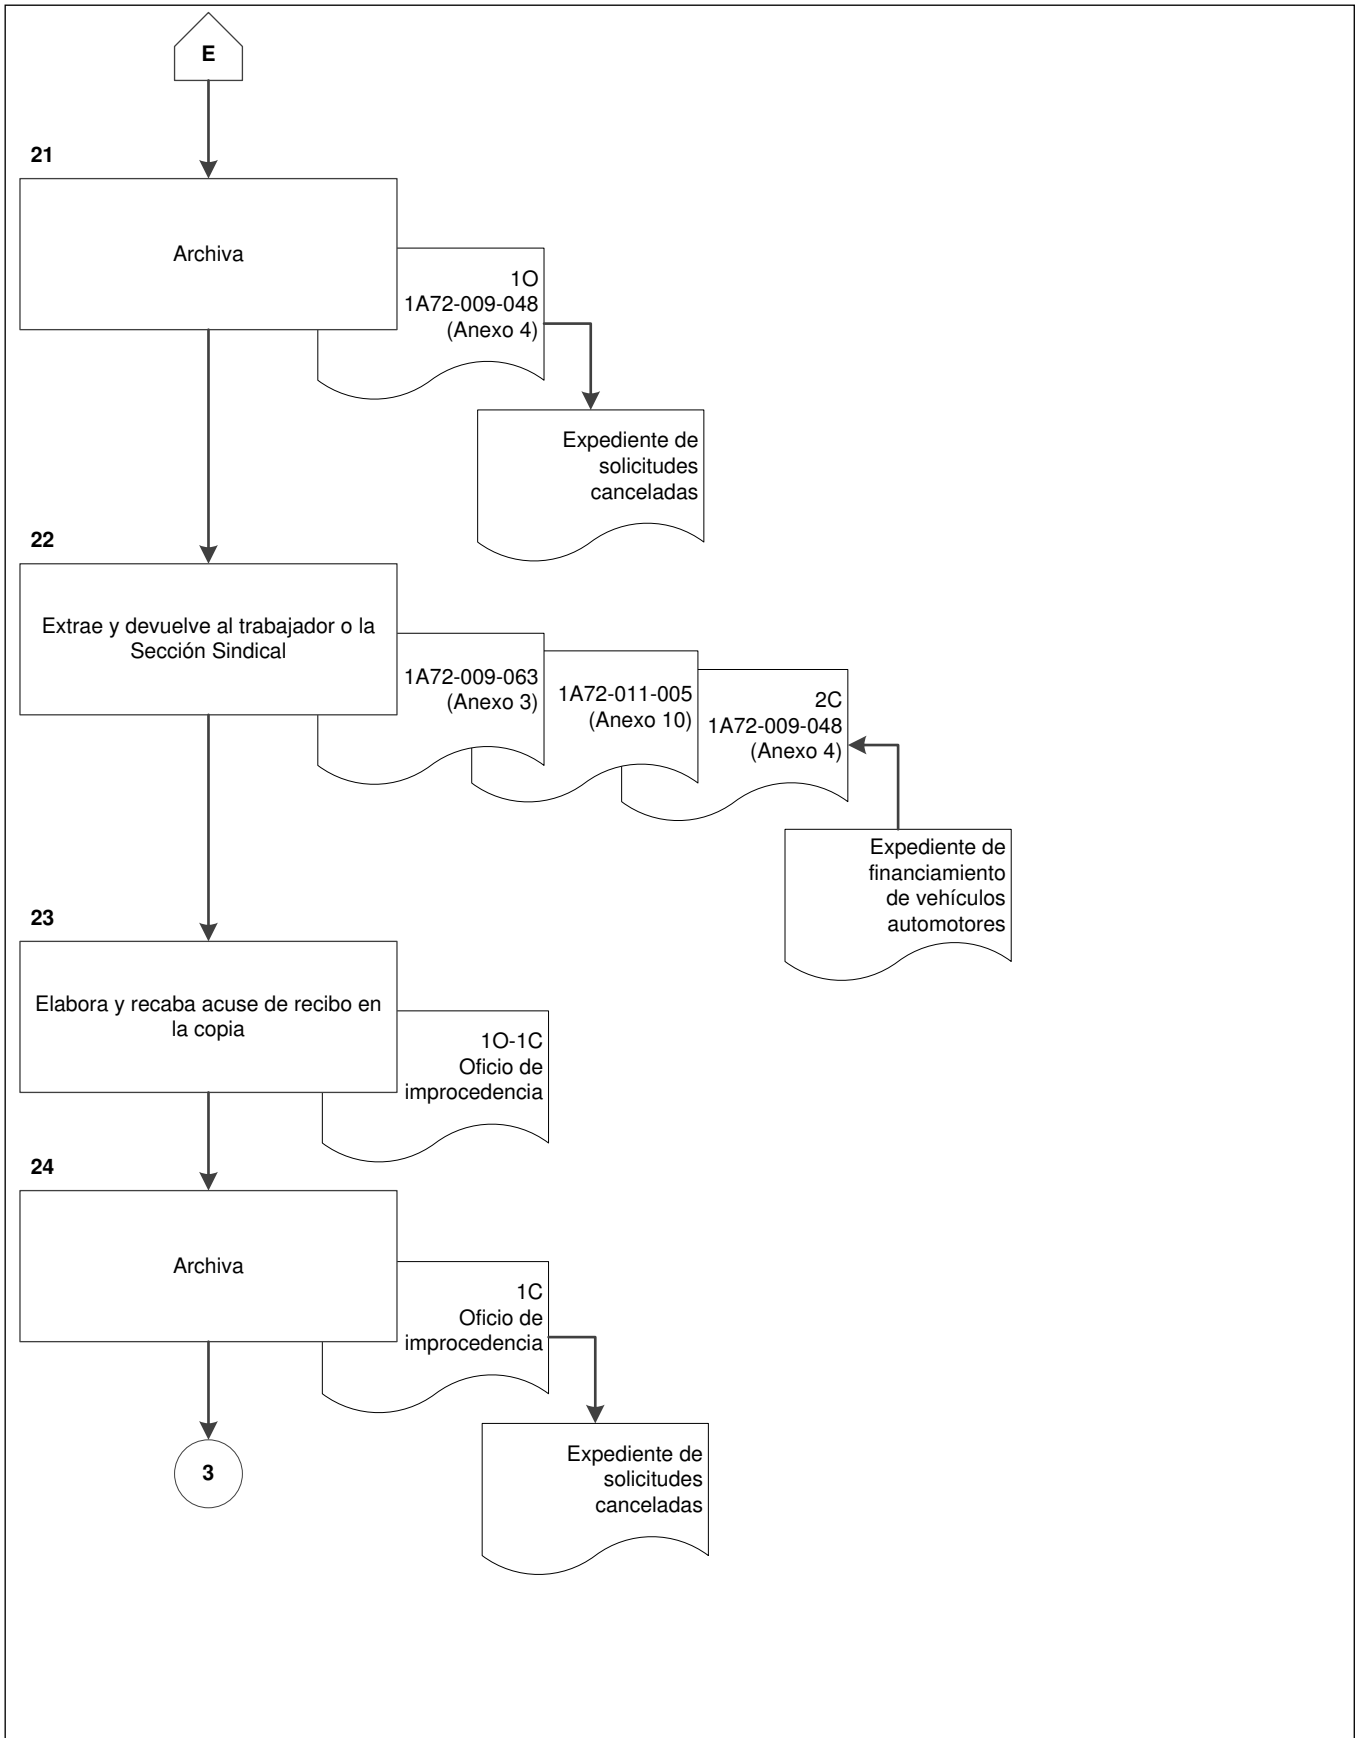 E
21
Archiva
1O
1A72-009-048
(Anexo 4)
Expediente de
solicitudes
canceladas
22
Extrae y devuelve al trabajador o la
Sección Sindical
1A72-009-063
(Anexo 3)
1A72-011-005
(Anexo 10)
2C
1A72-009-048
(Anexo 4)
Expediente de
financiamiento
de vehículos
automotores
23
Elabora y recaba acuse de recibo en
la copia
1O-1C
Oficio de
improcedencia
24
Archiva
1C
Oficio de
improcedencia
Expediente de
solicitudes
canceladas
3